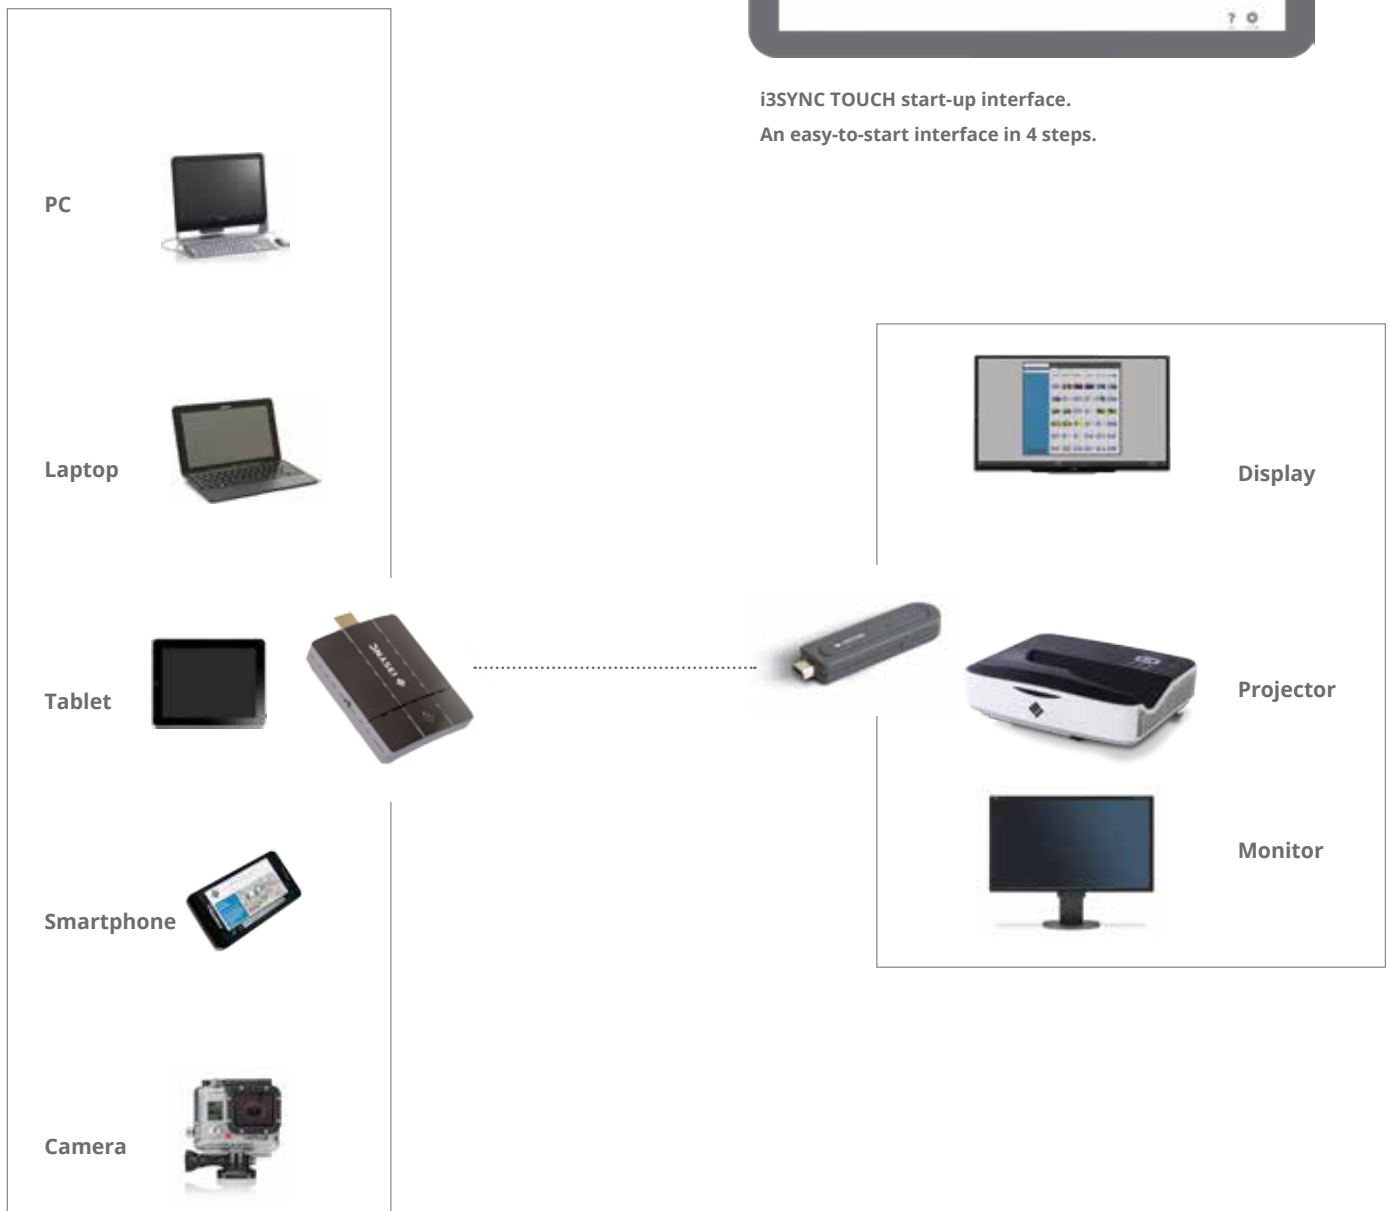 ?
i3SYNC TOUCH start-up interface.
An easy-to-start interface in 4 steps.
PC
Laptop
Display
Tablet
i3SYNC
Projector
Monitor
Smartphone
Camera